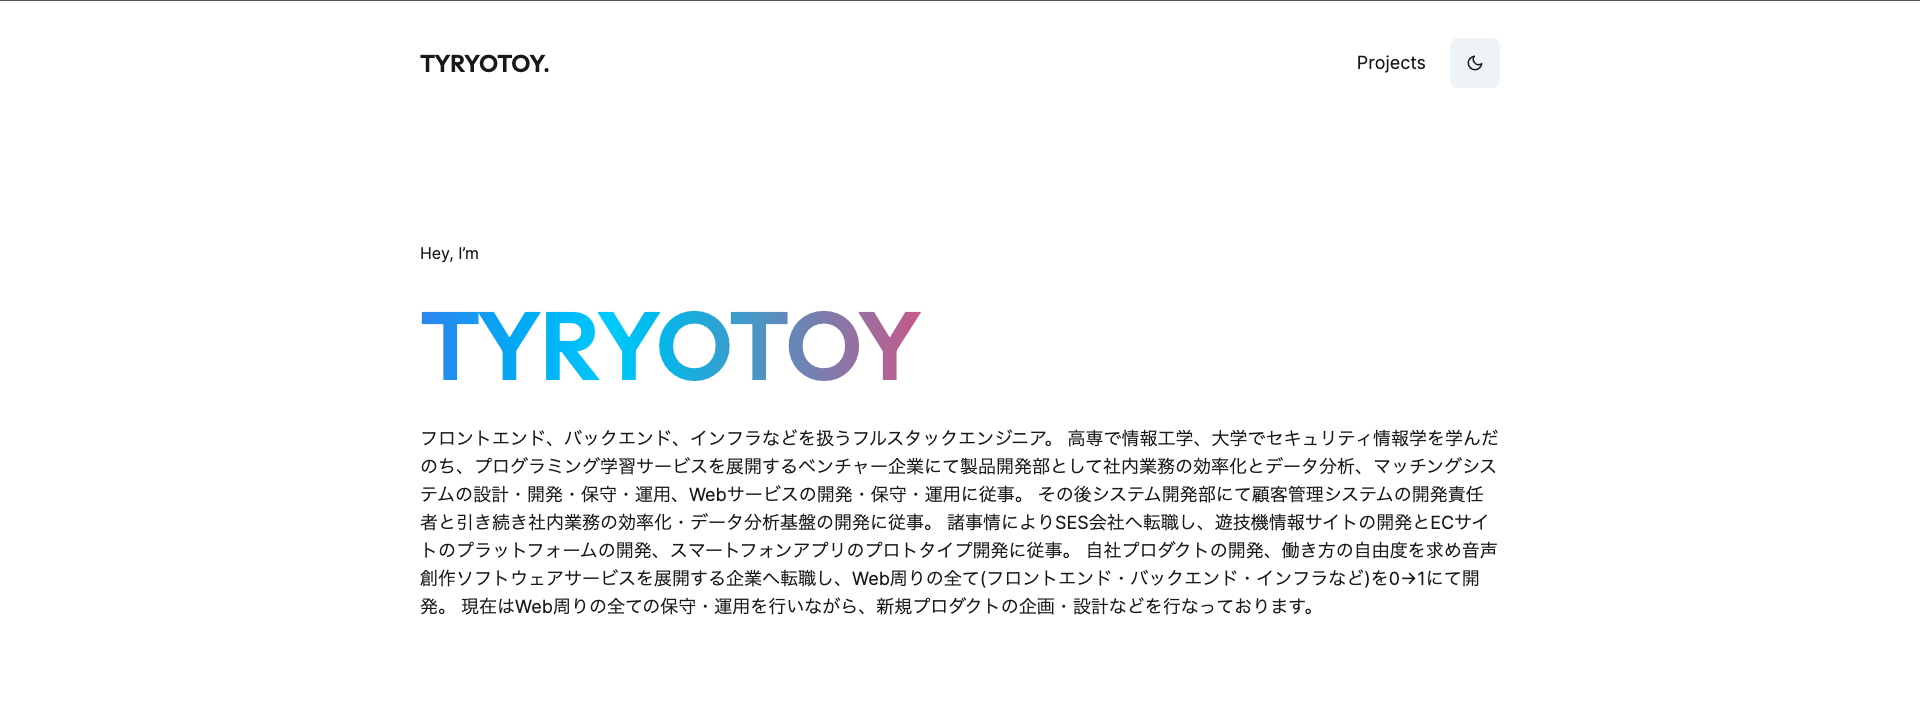 TYRYOTOY.
Projects
Hey, I’m
TYRYOTOY
フロントエンド、バックエンド、インフラなどを扱うフルスタックエンジニア。 高専で情報工学、大学でセキュリティ情報学を学んだ
のち、プログラミング学習サービスを展開するベンチャー企業にて製品開発部として社内業務の効率化とデータ分析、マッチングシス
テムの設計・開発・保守・運用、Webサービスの開発・保守・運用に従事。 その後システム開発部にて顧客管理システムの開発責任
者と引き続き社内業務の効率化・データ分析基盤の開発に従事。 諸事情によりSES会社へ転職し、遊技機情報サイトの開発とECサイ
トのプラットフォームの開発、スマートフォンアプリのプロトタイプ開発に従事。 自社プロダクトの開発、働き方の自由度を求め音声
創作ソフトウェアサービスを展開する企業へ転職し、Web周りの全て(フロントエンド・バックエンド・インフラなど)を0→1にて開
発。 現在はWeb周りの全ての保守・運用を行いながら、新規プロダクトの企画・設計などを行なっております。